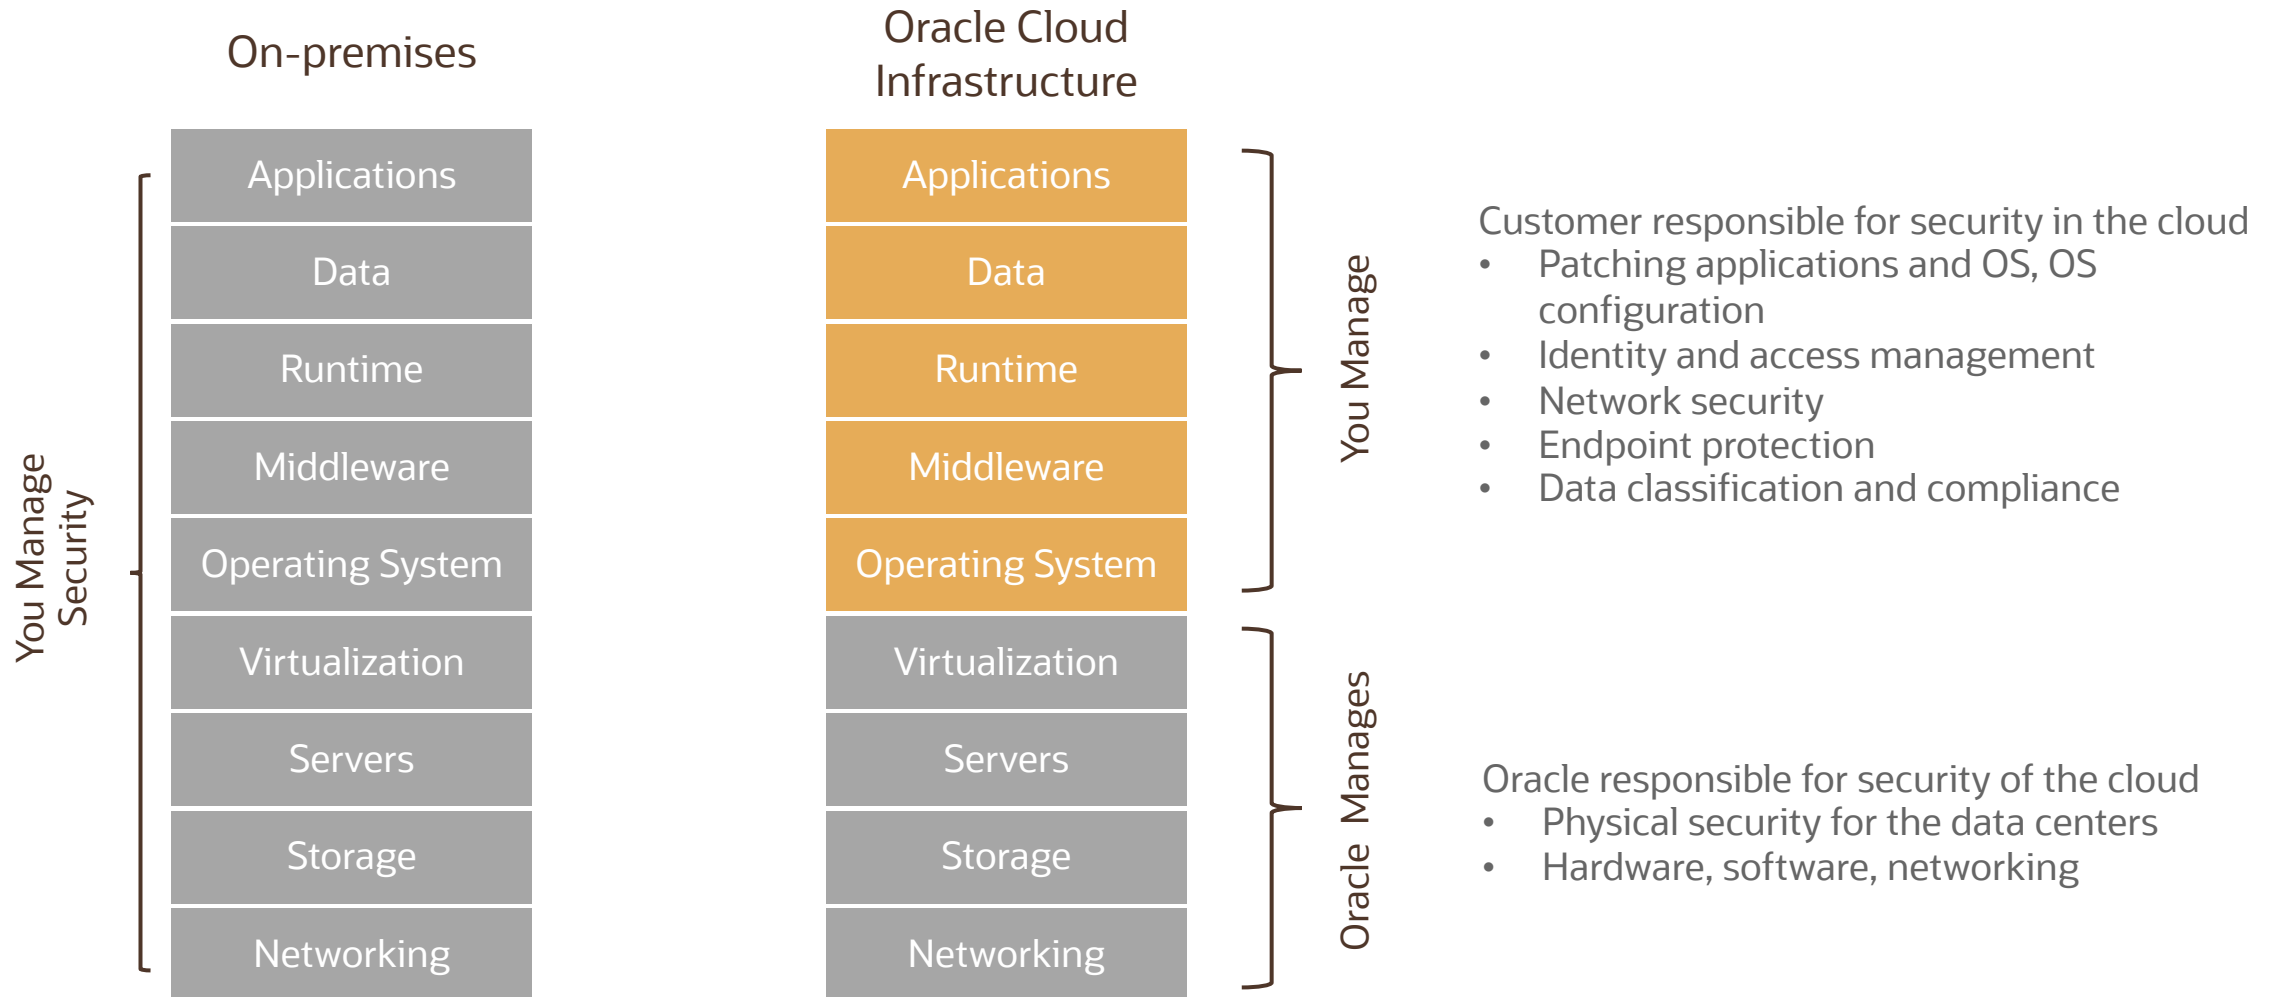 On-premises
You Manage
Security
Applications
Data
Runtime
Middleware
Operating System
Virtualization
Servers
Storage
Networking
Oracle Cloud
Infrastructure
Applications
Data
Runtime
Middleware
Operating System
Virtualization
Servers
Storage
Networking
You Manage
Customer responsible for security in the cloud
• Patching applications and OS, OS
configuration
• Identity and access management
• Network security
• Endpoint protection
• Data classification and compliance
Oracle Manages
Oracle responsible for security of the cloud
• Physical security for the data centers
• Hardware, software, networking